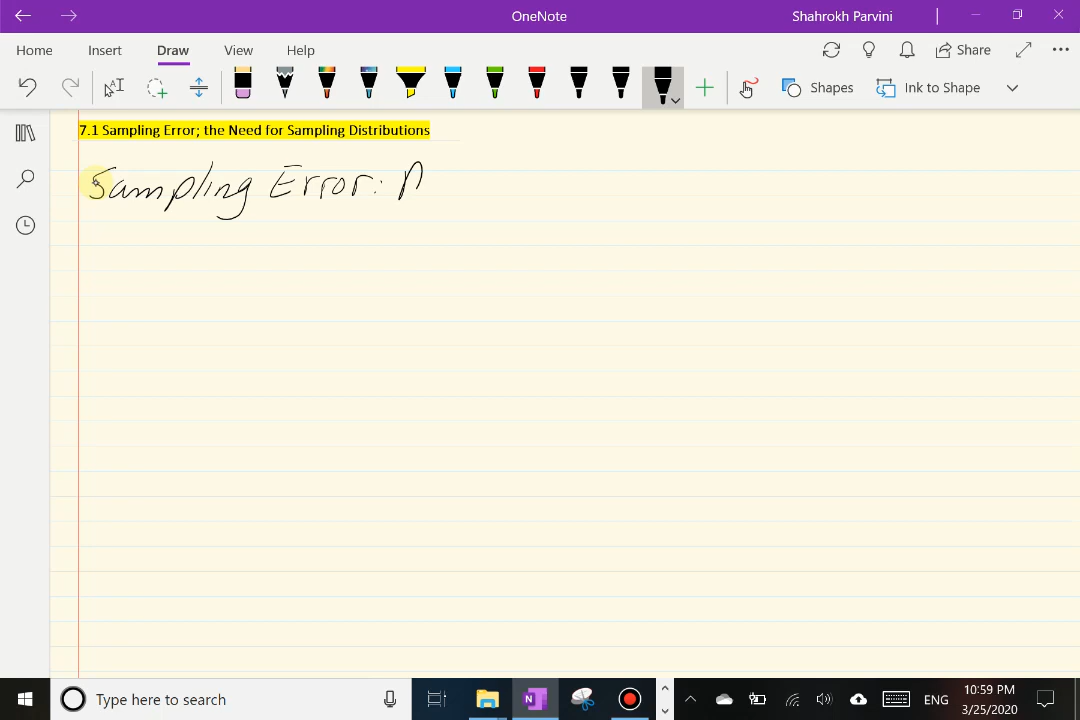 OneNote
Shahrokh Parvini
Home Insert Draw View Help
Share
Shapes
Ink to Shape
7.1 Sampling Error; the Need for Sampling Distributions
Sampling Error:
Type here to search
ENG
10:59 PM
3/25/2020